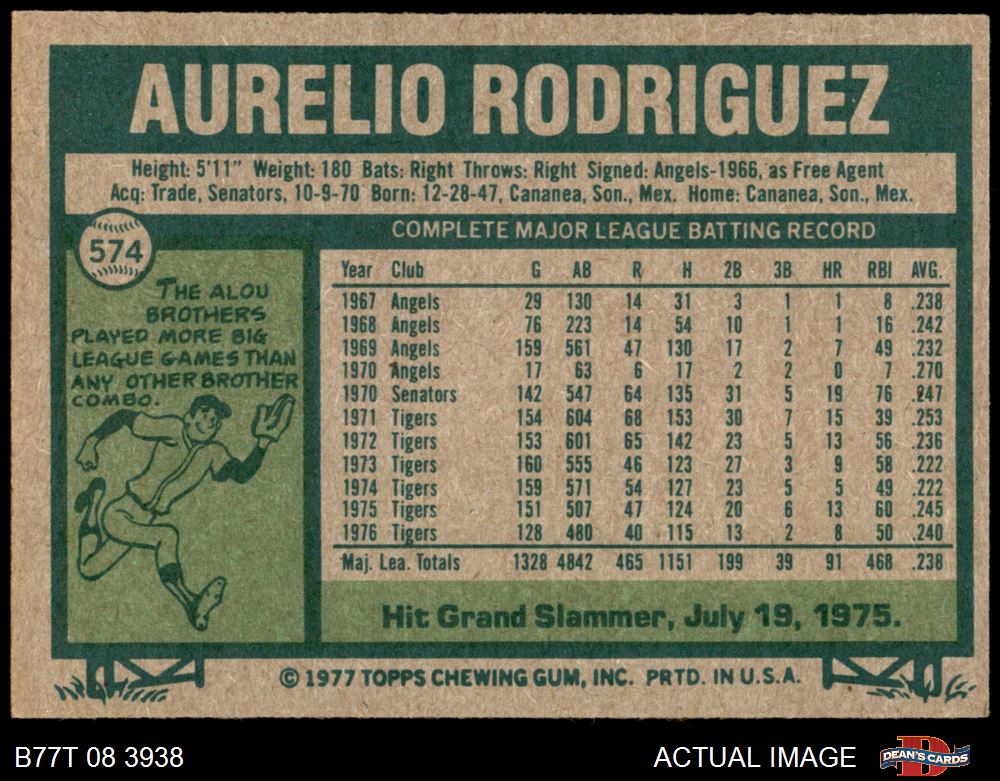 AURELIO RODRIGUEZ
Height: 5'11" Weight: 180 Bats: Right Throws: Right Signed: Angels-1966, as Free Agent
Acq: Trade, Senators, 10-9-70 Born: 12-28-47, Cananea, Son., Mex. Home: Cananea, Son., Mex.
574
THE ALOU
BROTHERS
PLAYED MORE BIG
LEAGUE GAMES THAN
ANY OTHER BROTHER
COMBO.
COMPLETE MAJOR LEAGUE BATTING RECORD
Year Club G AB R H 2B 3B HR RBI AVG.
1967 Angels 29 130 14 31 3 1 1 8 .238
1968 Angels 76 223 14 54 10 1 1 16 .242
1969 Angels 159 561 47 130 17 2 7 49 .232
1970 Angels 17 63 6 17 2 2 0 7 .270
1970 Senators 142 547 64 135 31 5 19 76 .247
1971 Tigers 154 604 68 153 30 7 15 39 .253
1972 Tigers 153 601 65 142 23 5 13 56 .236
1973 Tigers 160 555 46 123 27 3 9 58 .222
1974 Tigers 159 571 54 127 23 5 5 49 .222
1975 Tigers 151 507 47 124 20 6 13 60 .245
1976 Tigers 128 480 40 115 13 2 8 50 .240
Maj. Lea. Totals 1328 4842 465 1151 199 39 91 468 .238
Hit Grand Slammer, July 19, 1975.
© 1977 TOPPS CHEWING GUM, INC. PRTD. IN U.S.A.
B77T 08 3938
ACTUAL IMAGE
DEAN'S CARDS